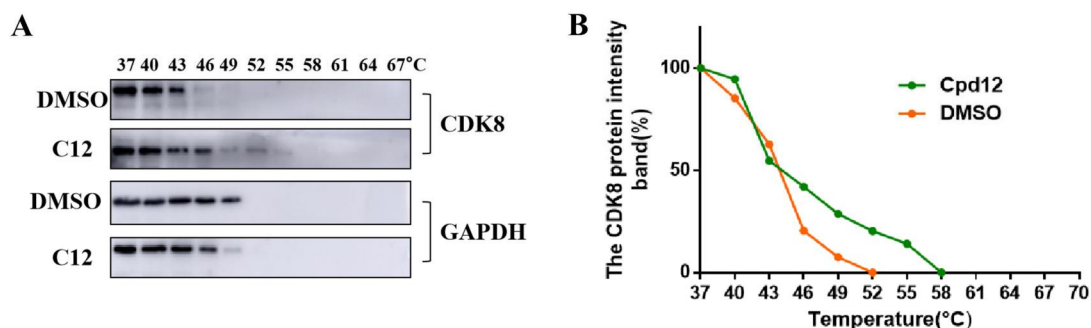 A
37 40 43 46 49 52 55 58 61 64 67°C
DMSO
C12
CDK8
DMSO
C12
GAPDH
B
The CDK8 protein intensity
band(%)
100
50
0
Cpd12
DMSO
37 40 43 46 49 52 55 58 61 64 67 70
Temperature(°C)